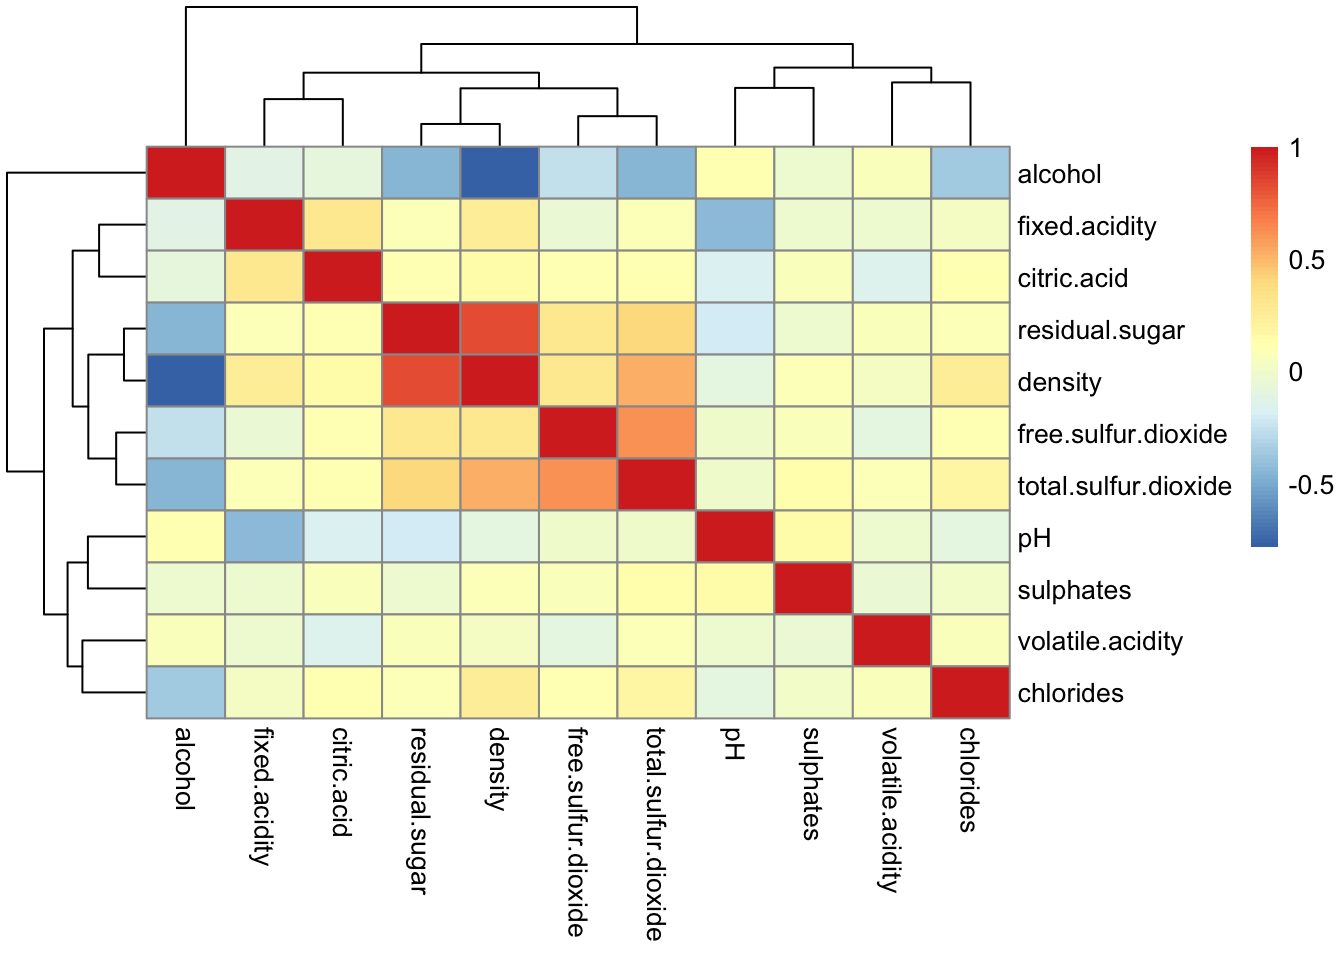 alcohol
fixed.acidity
citric.acid
residual.sugar
density
free.sulfur.dioxide
total.sulfur.dioxide
pH
sulphates
volatile.acidity
chlorides
1
0.5
0
-0.5
alcohol
fixed.acidity
citric.acid
residual.sugar
density
free.sulfur.dioxide
total.sulfur.dioxide
pH
sulphates
volatile.acidity
chlorides